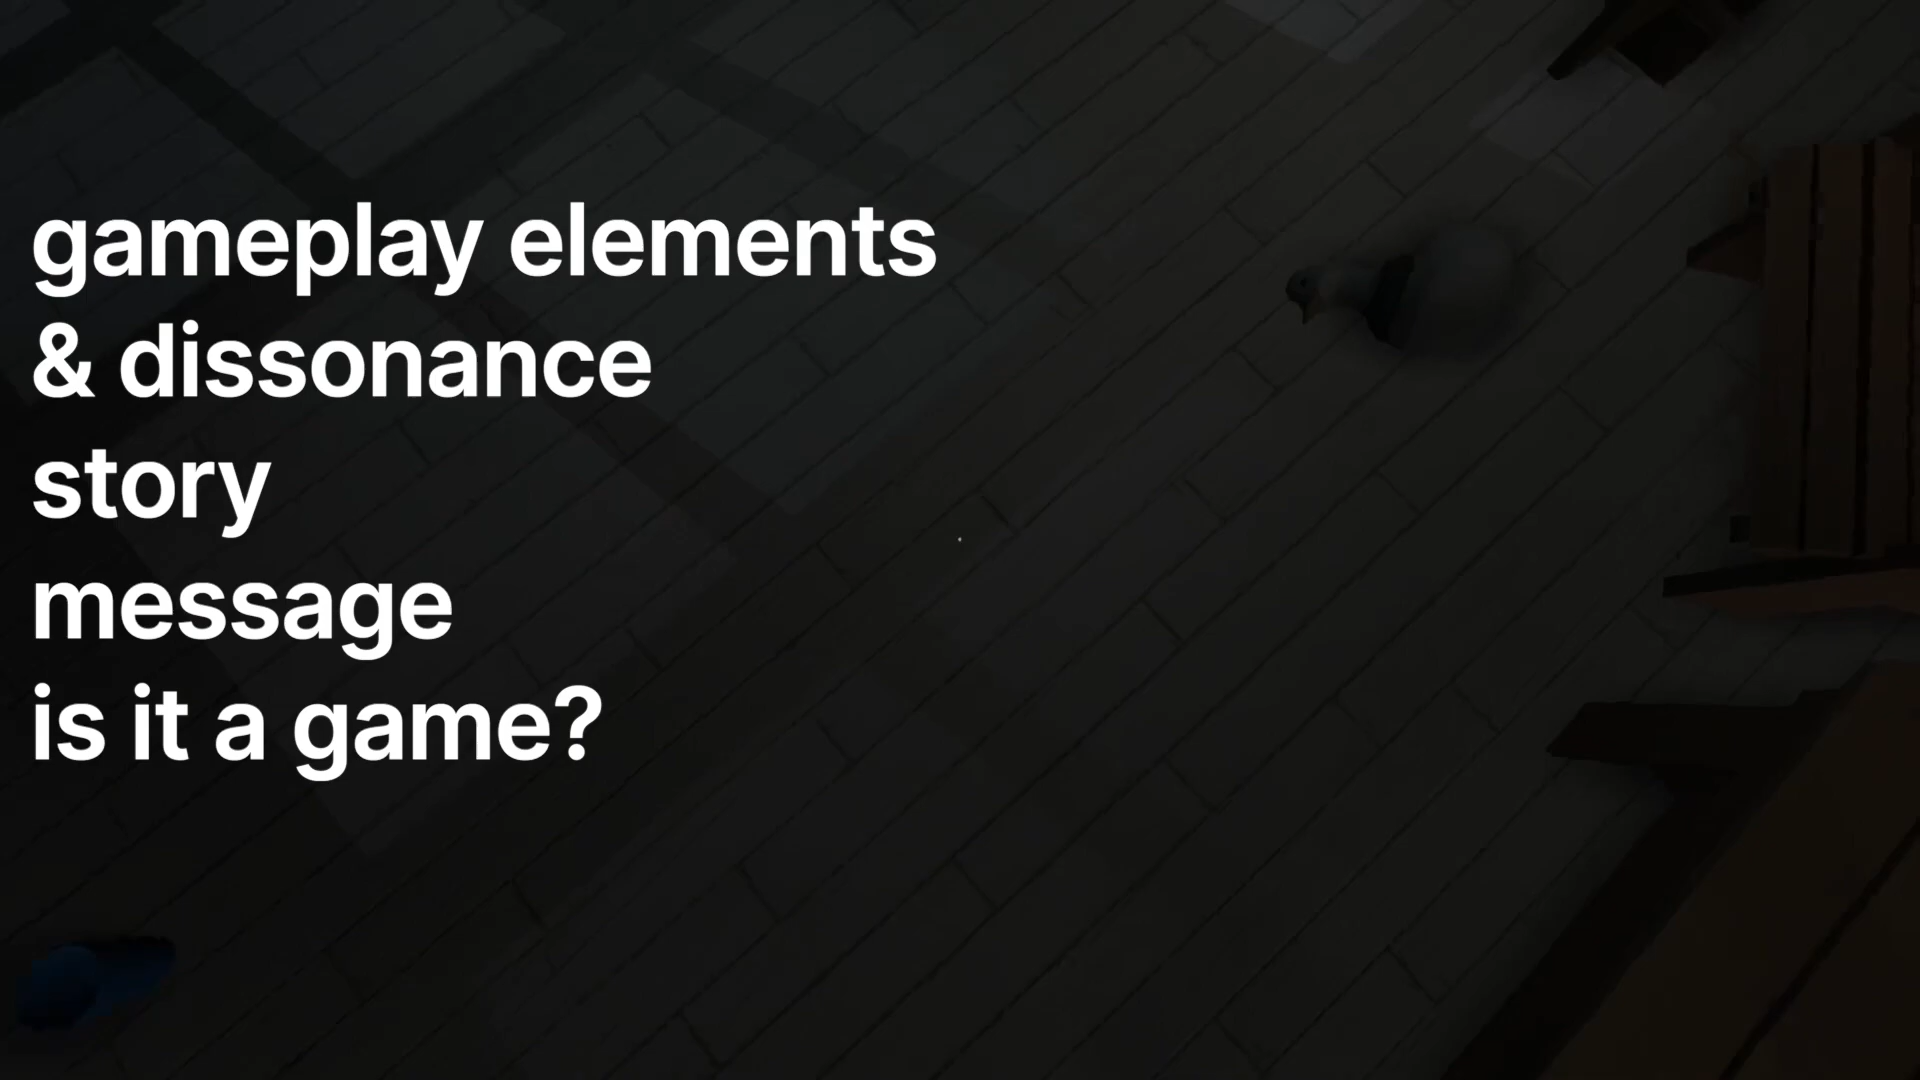 gameplay elements
& dissonance
story
message
is it a game?